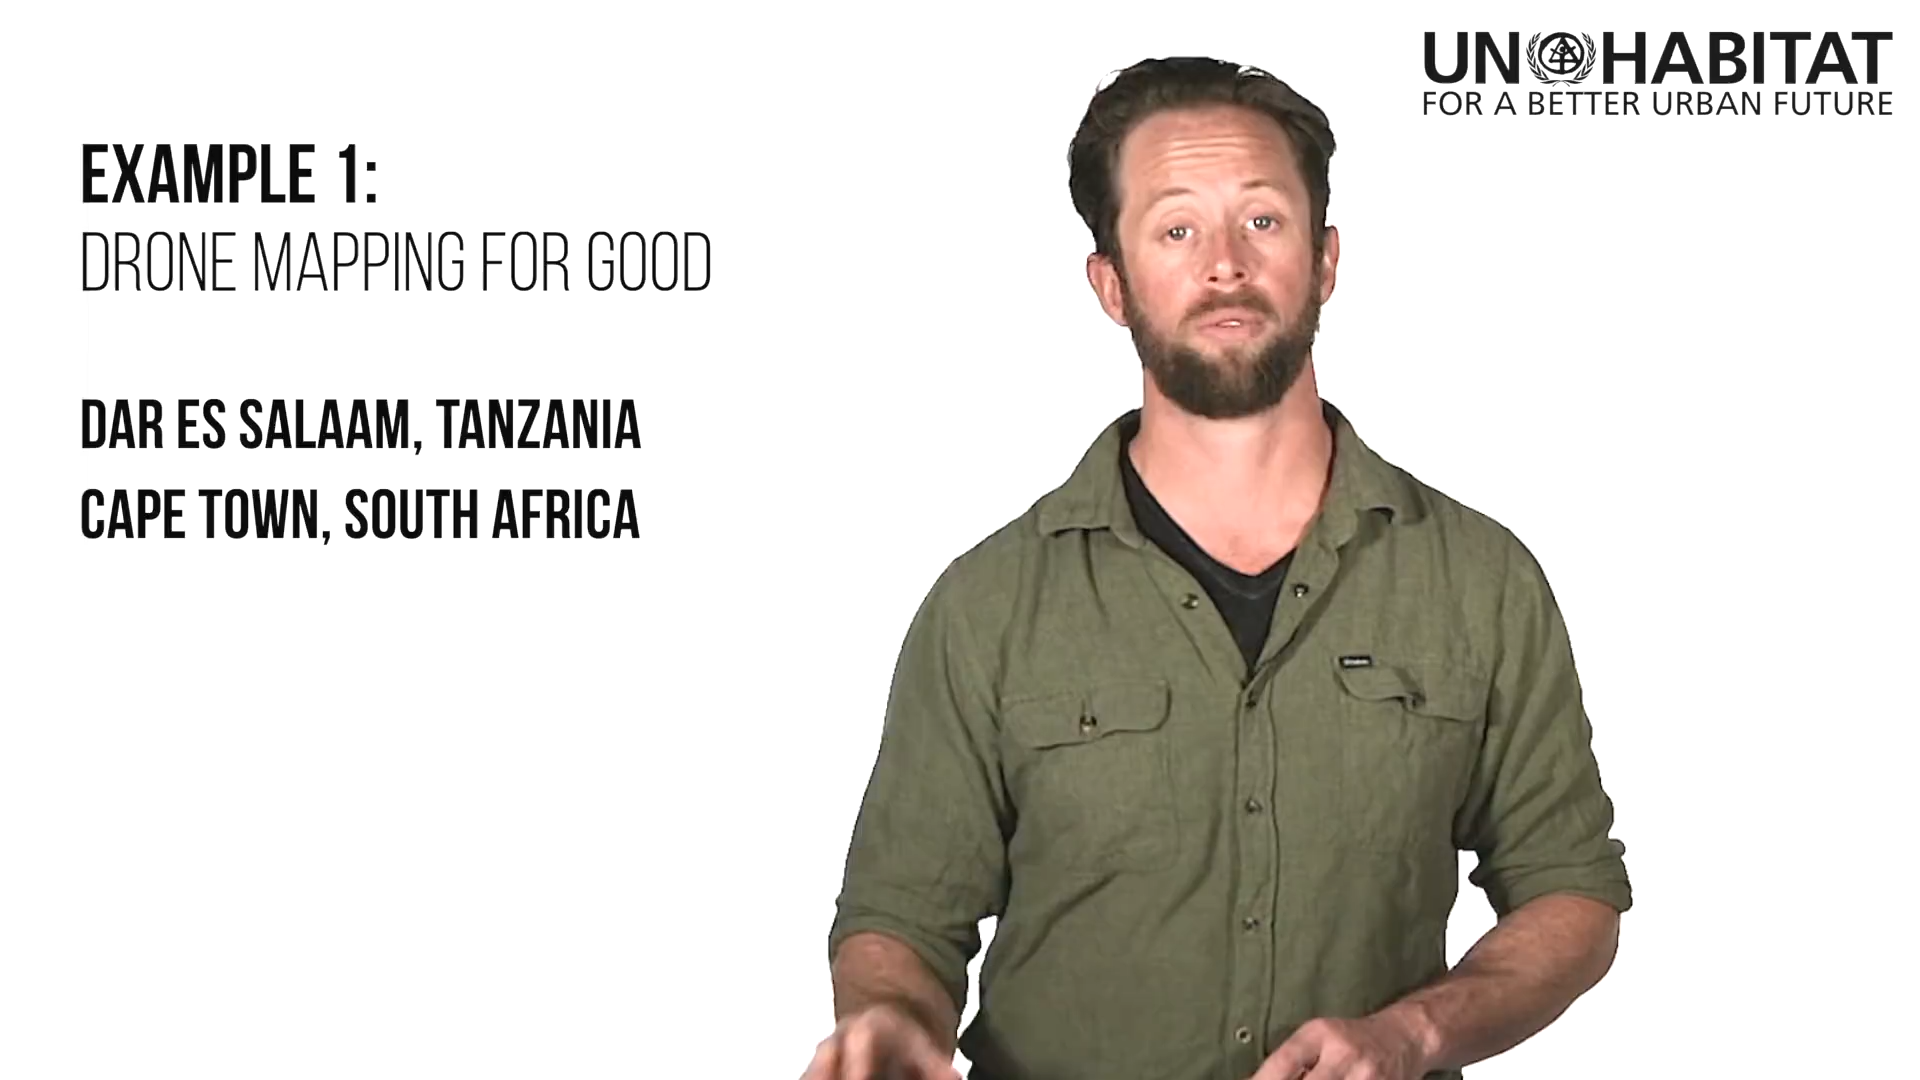 UN HABITAT
FOR A BETTER URBAN FUTURE
EXAMPLE 1:
DRONE MAPPING FOR GOOD
DAR ES SALAAM, TANZANIA
CAPE TOWN, SOUTH AFRICA